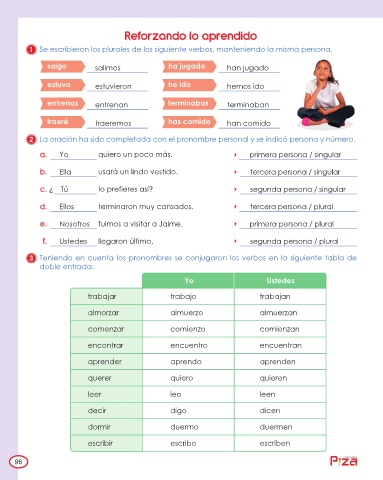 Reforzando lo aprendido
1 Se escribieron los plurales de los siguiente verbos, manteniendo la misma persona.
salgo salimos ha jugado han jugado
estuvo estuvieron he ido hemos ido
entrenas entrenan terminabas terminaban
traeré traeremos has comido han comido
2 La oración ha sido completada con el pronombre personal y se indicó persona y número.
a. Yo quiero un poco más. primera persona / singular
b. Ella usará un lindo vestido. tercera persona / singular
c. ¿ Tú lo prefieres así? segunda persona / singular
d. Ellos terminaron muy cansados. tercera persona / plural
e. Nosotros fuimos a visitar a Jaime. primera persona / plural
f. Ustedes llegaron último. segunda persona / plural
3 Teniendo en cuenta los pronombres se conjugaron los verbos en la siguiente tabla de
doble entrada.
Yo Ustedes
trabajar trabajo trabajan
almorzar almuerzo almuerzan
comenzar comienzo comienzan
encontrar encuentro encuentran
aprender aprendo aprenden
querer quiero quieren
leer leo leen
decir digo dicen
dormir duermo duermen
escribir escribo escriben
96